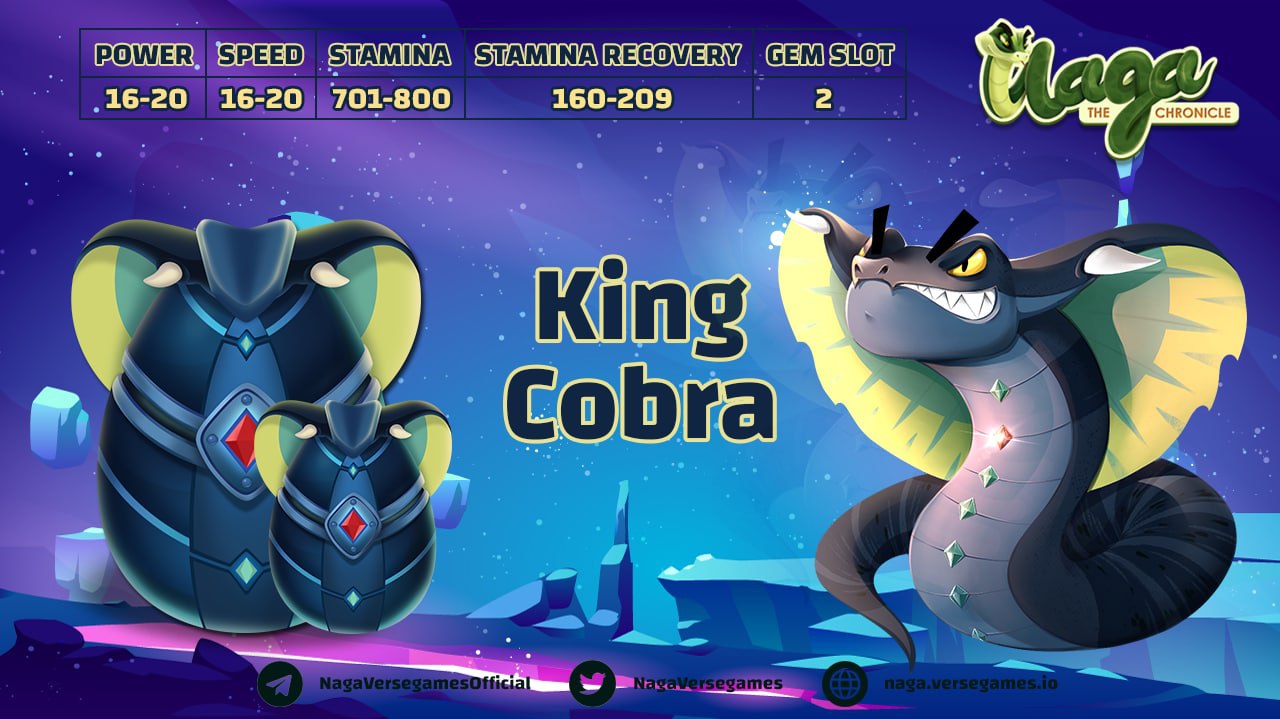 POWER SPEED STAMINA STAMINA RECOVERY GEM SLOT
16-20 16-20 701-800 160-209 2
Naga
THE CHRONICLE
King
Cobra
NagaVersegamesOfficial NagaVersegames naga.versegames.io